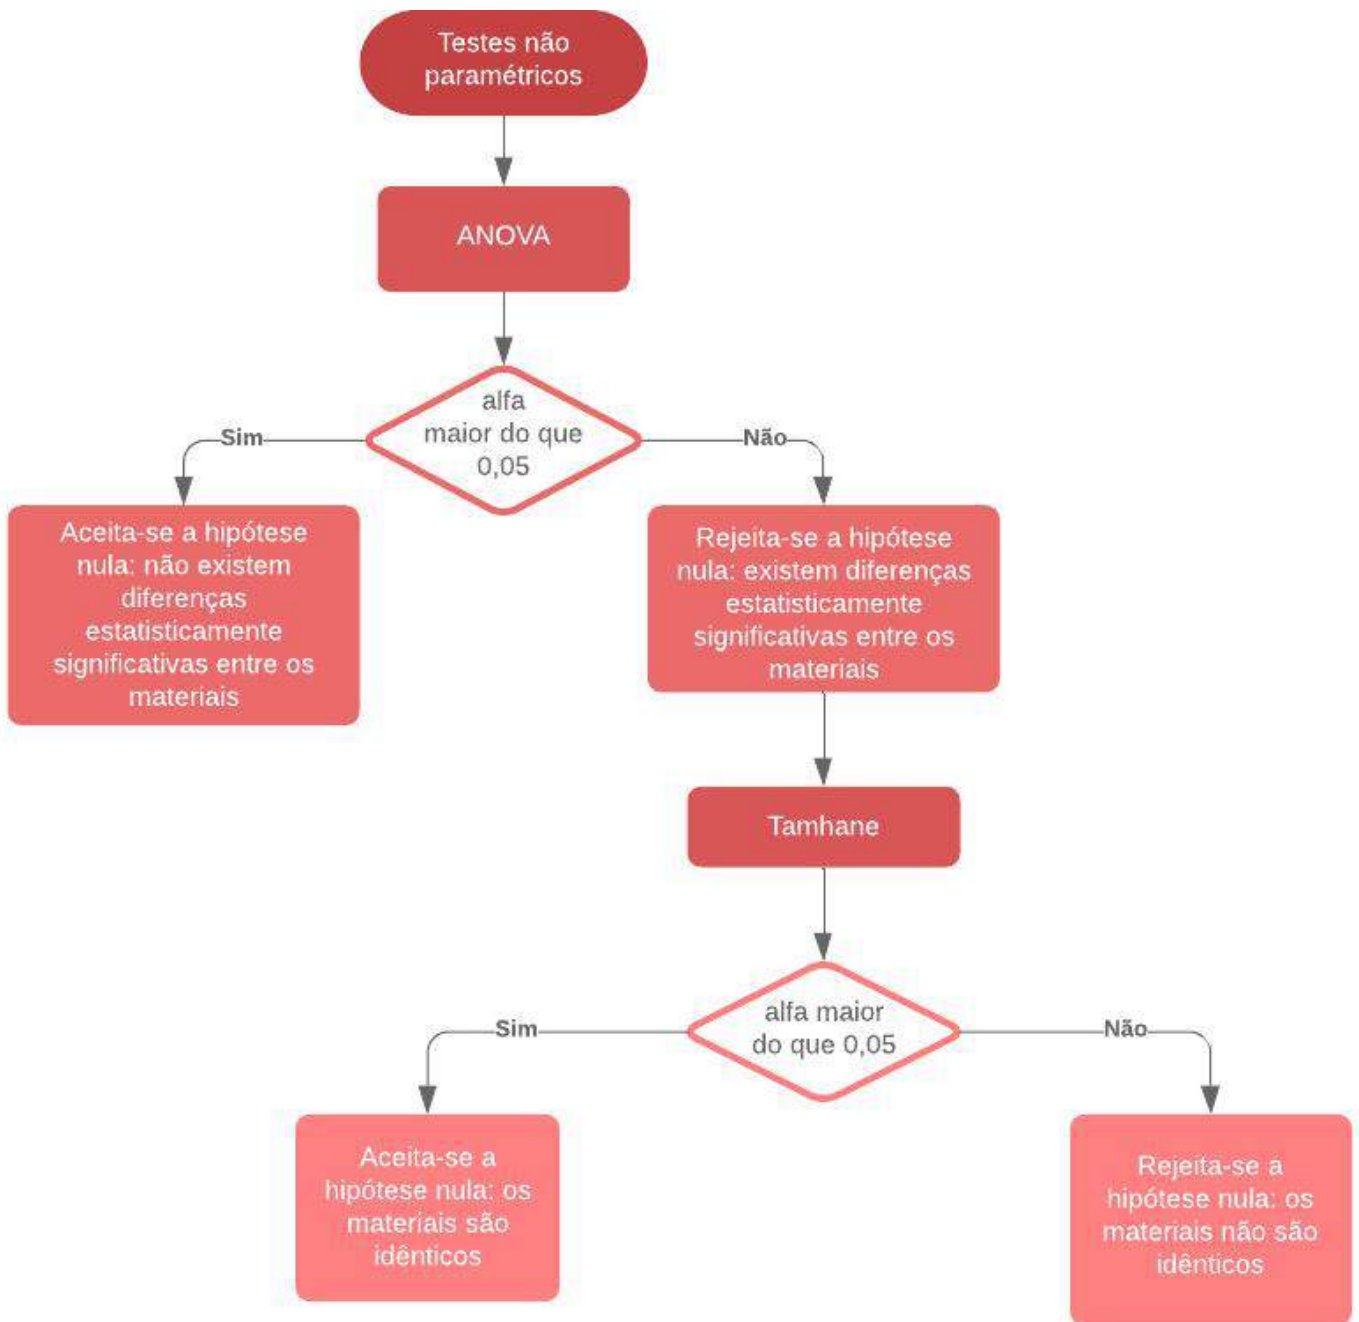 Testes não
paramétricos
ANOVA
alfa
maior do que
0,05
Sim
Não
Aceita-se a hipótese
nula: não existem
diferenças
estatisticamente
significativas entre os
materiais
Rejeita-se a hipótese
nula: existem diferenças
estatisticamente
significativas entre os
materiais
Tamhane
alfa maior
do que 0,05
Sim
Não
Aceita-se a
hipótese nula: os
materiais são
idênticos
Rejeita-se a
hipótese nula: os
materiais não são
idênticos